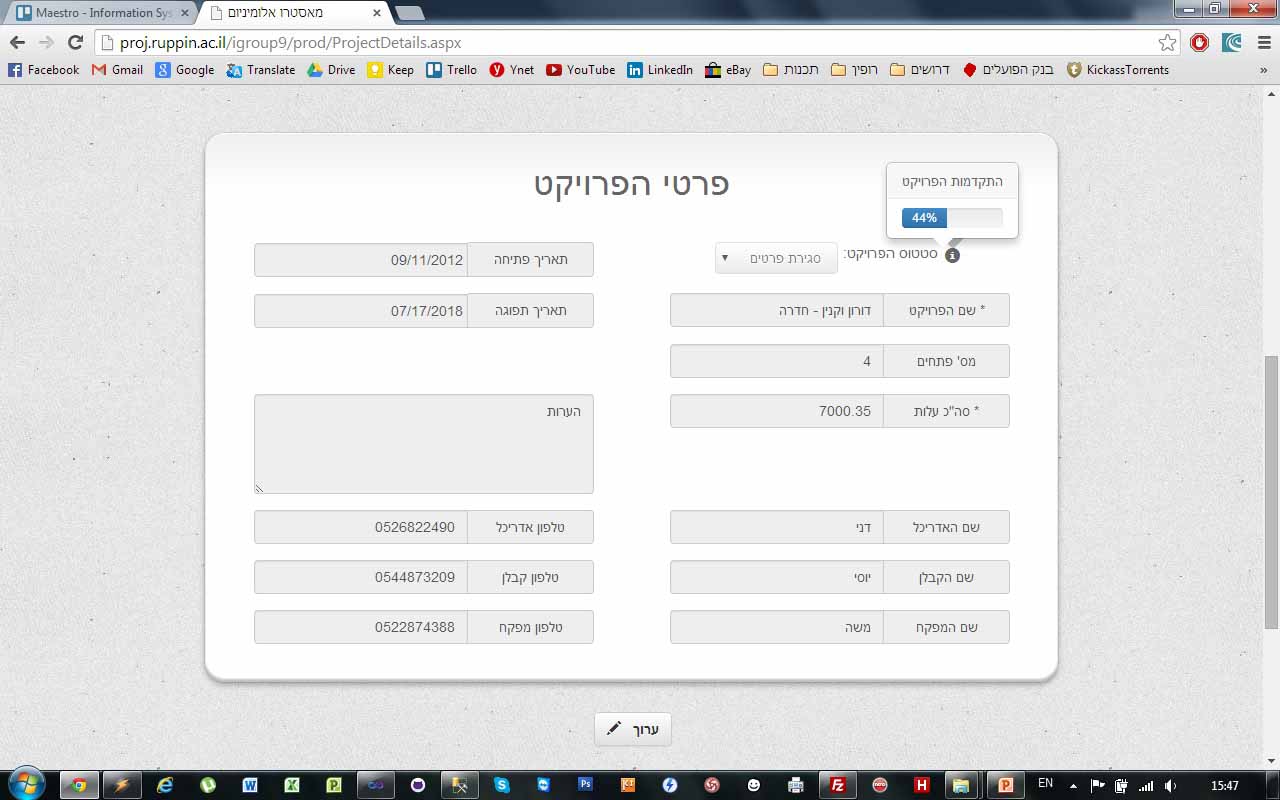 Maestro - Information Sys
מאסטרו אלומיניום
proj.ruppin.ac.il/igroup9/prod/ProjectDetails.aspx
Facebook Gmail Google Translate Drive Keep Trello Ynet YouTube LinkedIn eBay תכנות רופין דרושים בנק הפועלים KickassTorrents »
פרטי הפרויקט
התקדמות הפרויקט
44%
סטטוס הפרויקט: סגירת פרטים
תאריך פתיחה 09/11/2012
* שם הפרויקט דורון וקנין - חדרה
תאריך תפוגה 07/17/2018
מס' פתחים 4
* סה"כ עלות 7000.35
הערות
שם האדריכל דני
טלפון אדריכל 0526822490
שם הקבלן יוסי
טלפון קבלן 0544873209
שם המפקח משה
טלפון מפקח 0522874388
ערוך
EN 15:47